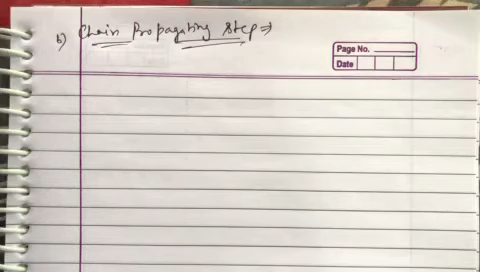 b) Chain Propagating Step ⇒
Page No.
Date